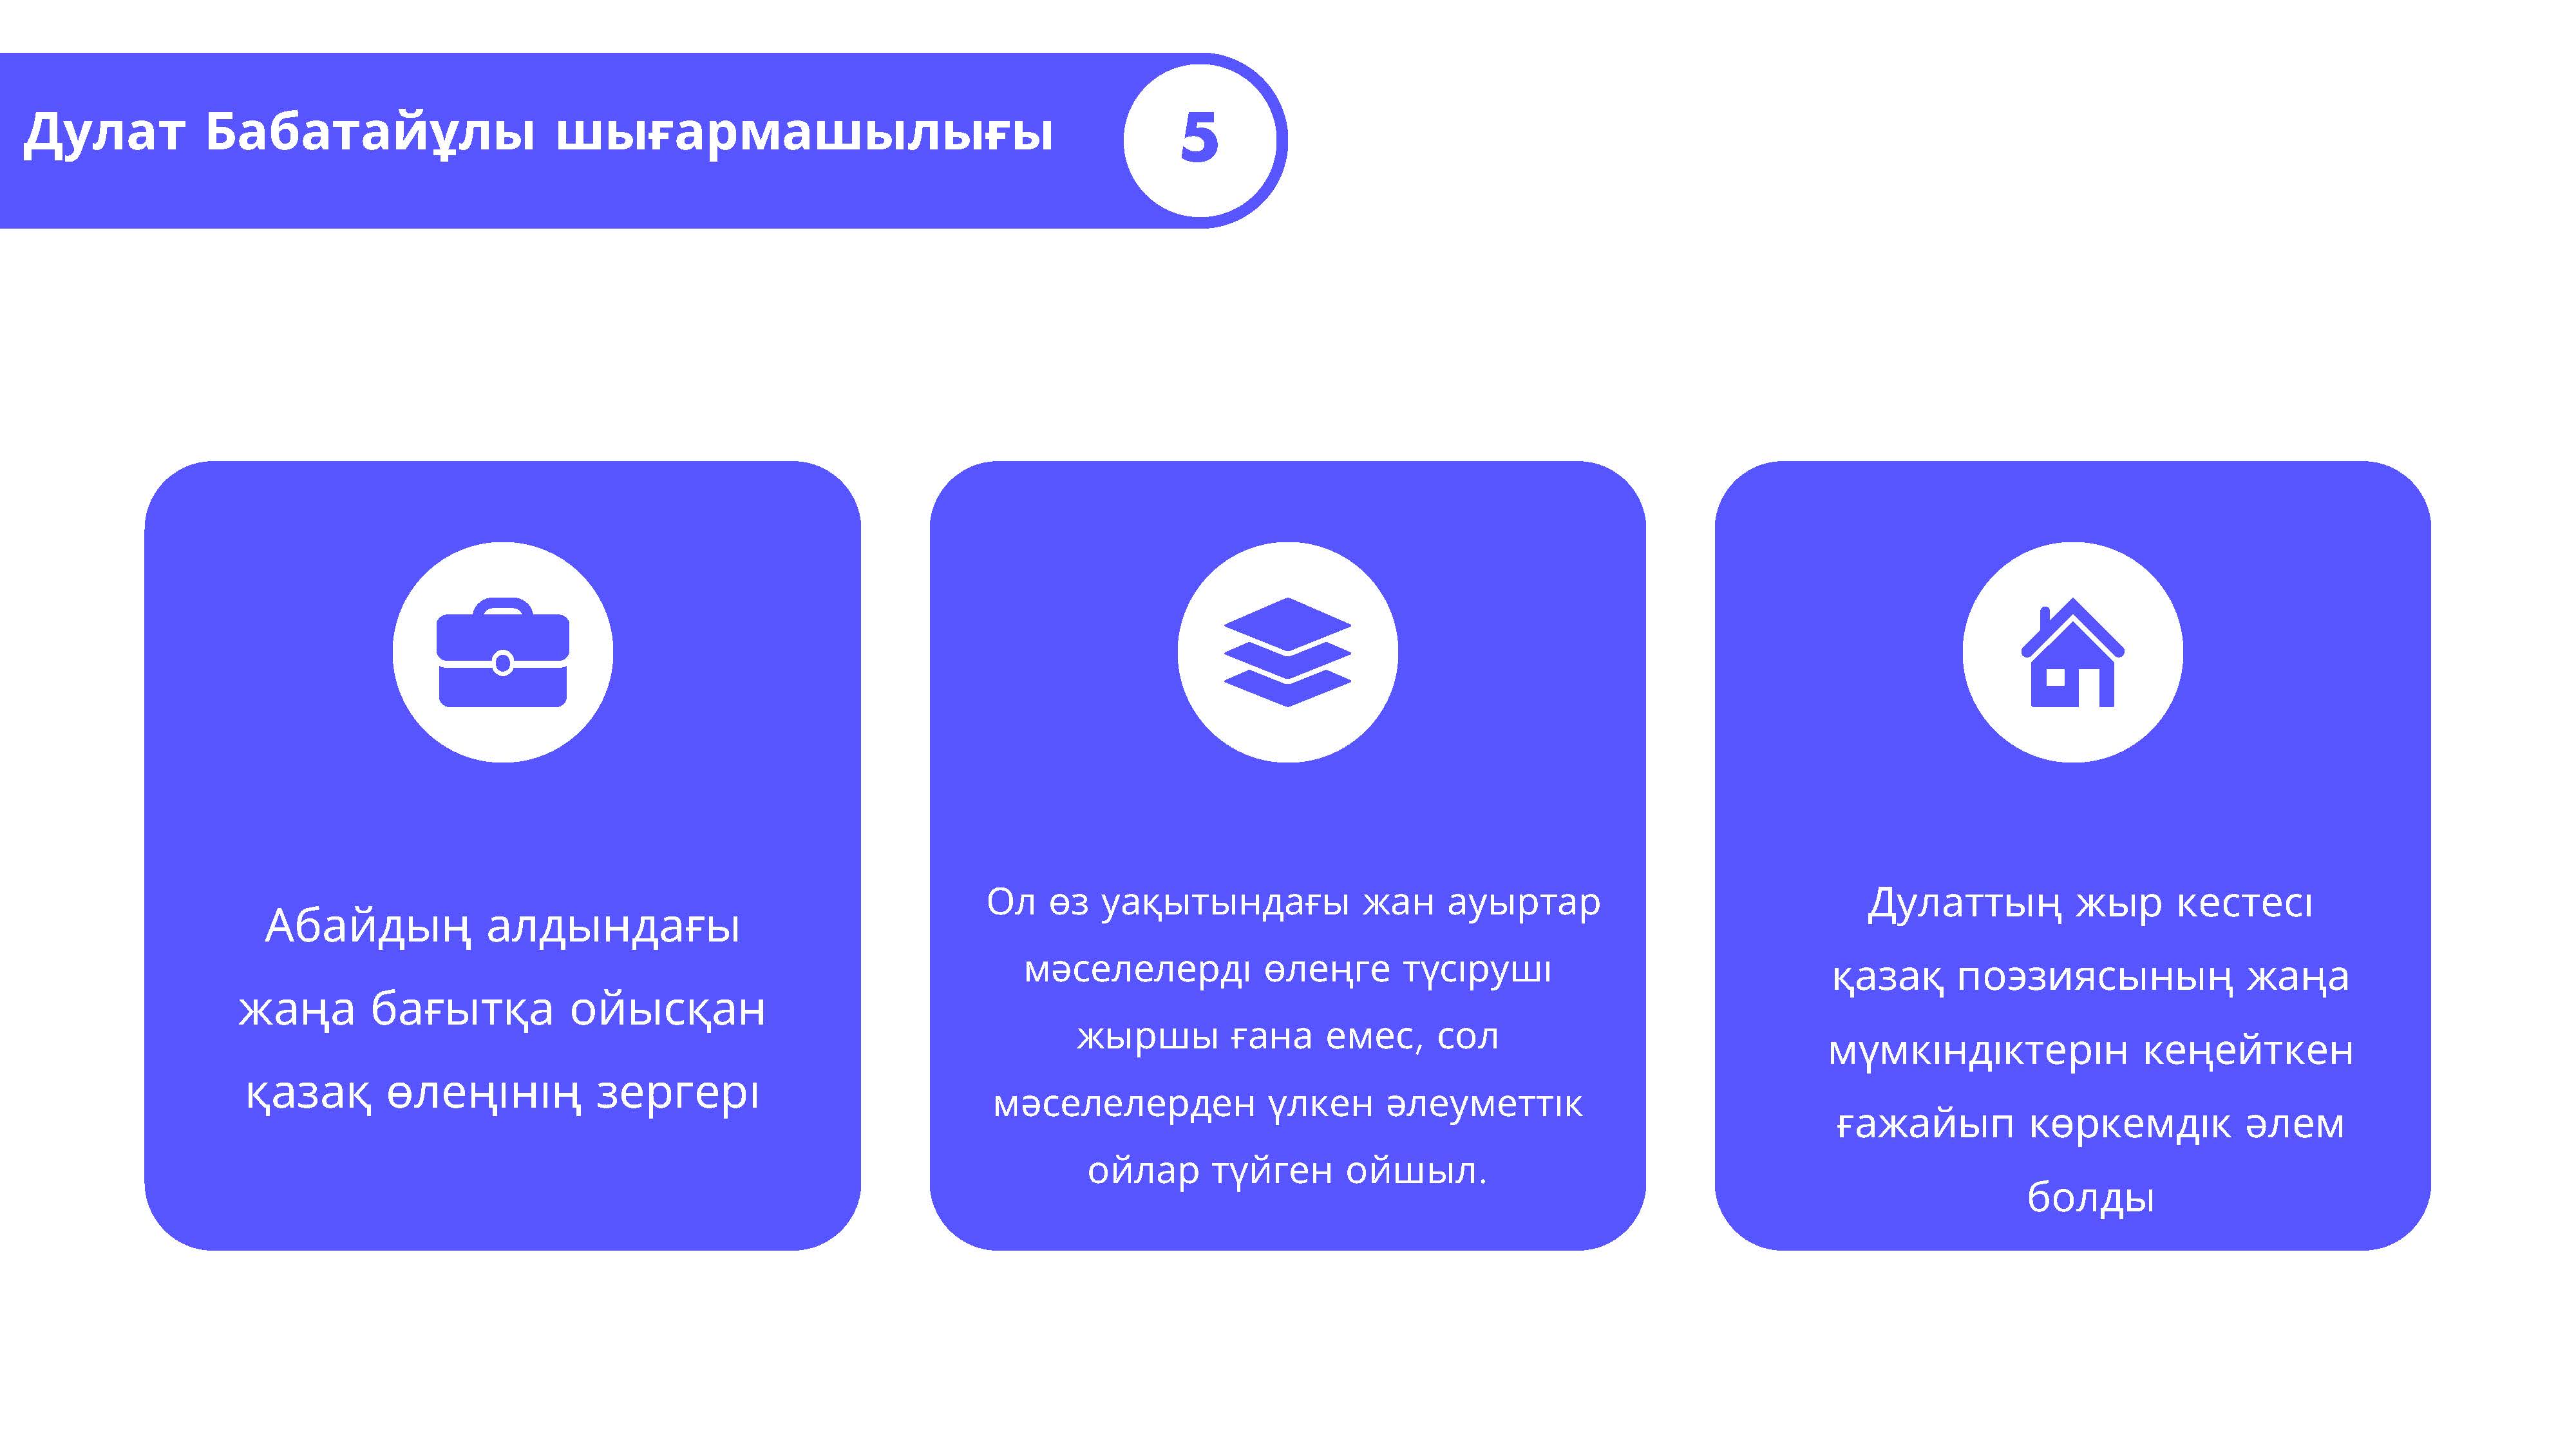 Дулат Бабатайұлы шығармашылығы
5
Абайдың алдындағы
жаңа бағытқа ойысқан
қазақ өлеңінің зергері
Ол өз уақытындағы жан ауыртар
мәселелерді өлеңге түсіруші
жыршы ғана емес, сол
мәселелерден үлкен әлеуметтік
ойлар түйген ойшыл.
Дулаттың жыр кестесі
қазақ поэзиясының жаңа
мүмкіндіктерін кеңейткен
ғажайып көркемдік әлем
болды